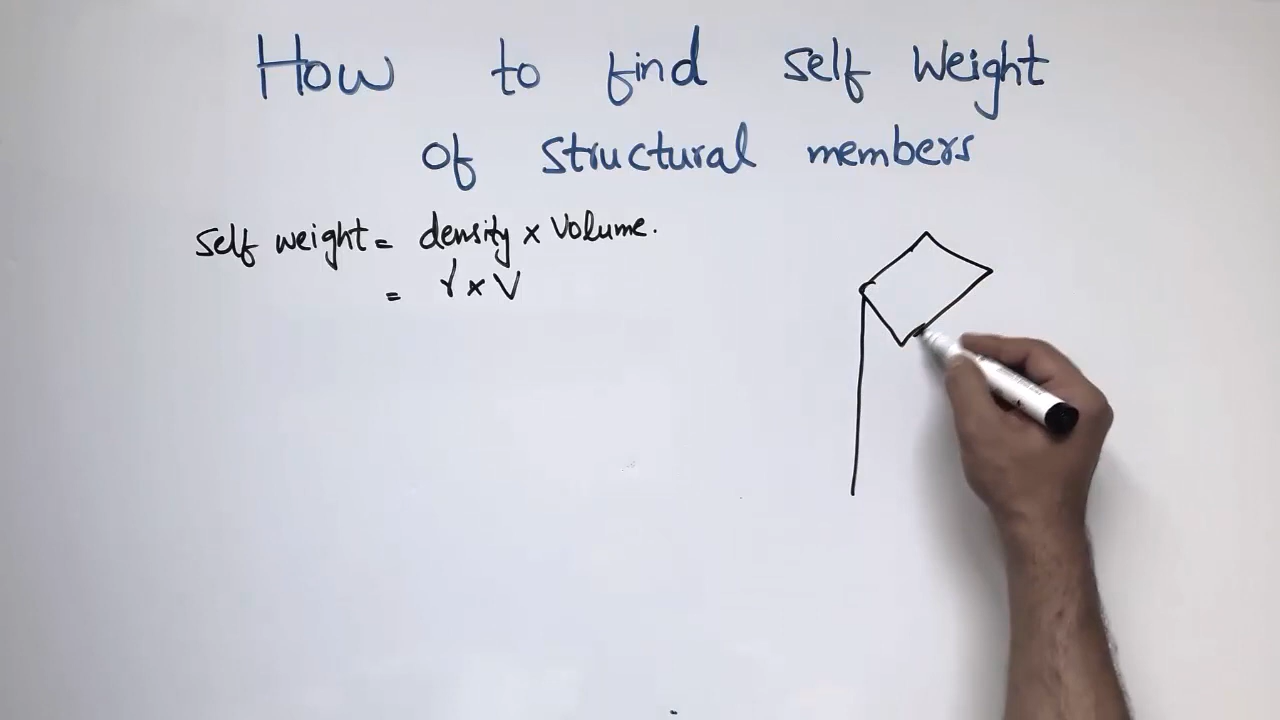 How to find self weight
of structural members
self weight = density x volume.
= γ x V